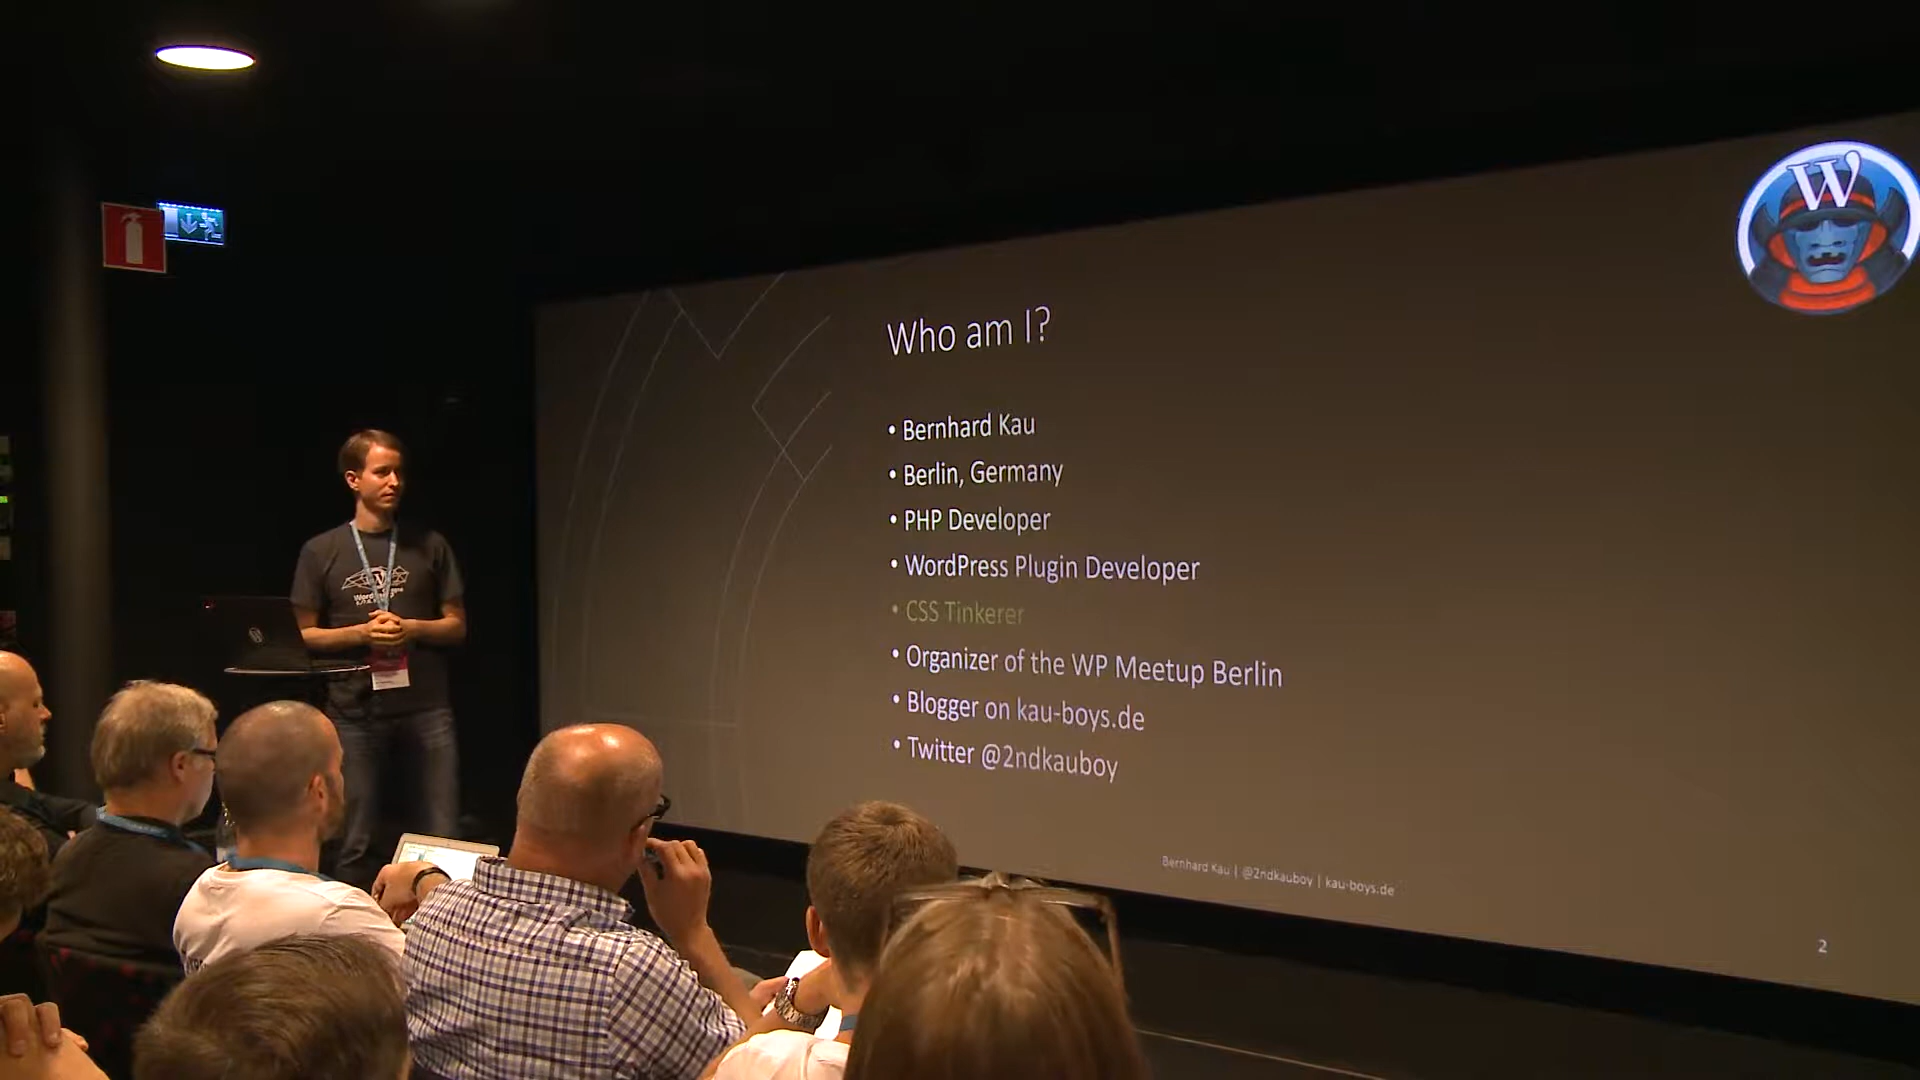 W
Who am I?
• Bernhard Kau
• Berlin, Germany
• PHP Developer
• WordPress Plugin Developer
• CSS Tinkerer
• Organizer of the WP Meetup Berlin
• Blogger on kau-boys.de
• Twitter @2ndkauboy
Bernhard Kau | @2ndkauboy | kau-boys.de
2